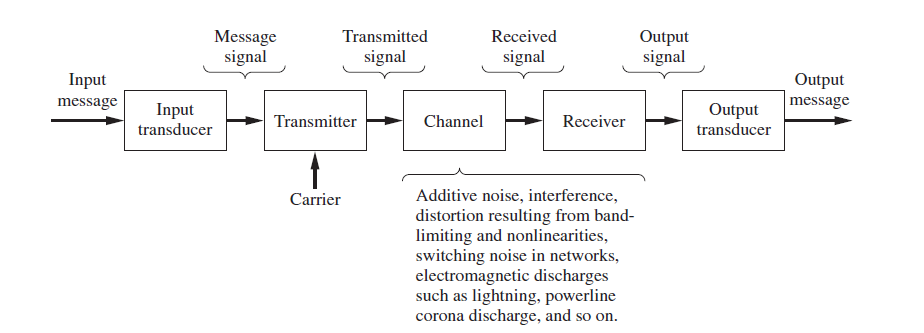 Message
signal
Transmitted
signal
Received
signal
Output
signal
Input
message
Output
message
Input
transducer
Transmitter
Channel
Receiver
Output
transducer
Carrier
Additive noise, interference,
distortion resulting from band-
limiting and nonlinearities,
switching noise in networks,
electromagnetic discharges
such as lightning, powerline
corona discharge, and so on.